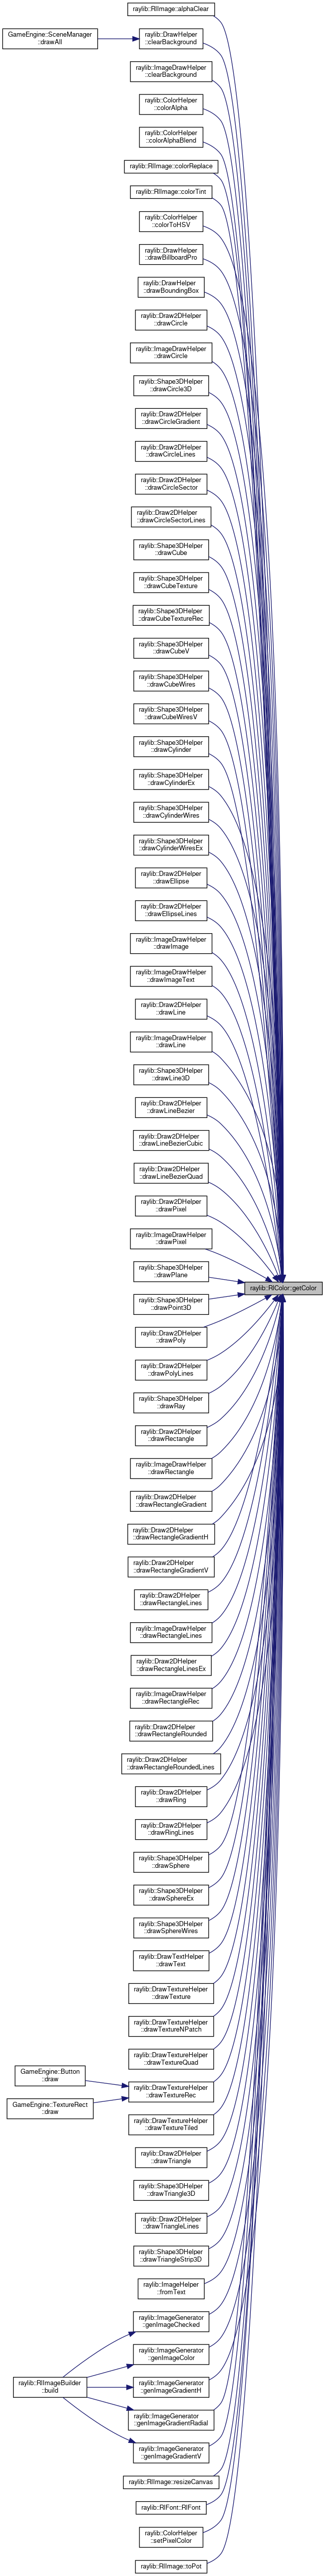 raylib::RlImage::alphaClear
GameEngine::SceneManager
::drawAll
raylib::DrawHelper
::clearBackground
raylib::ImageDrawHelper
::clearBackground
raylib::ColorHelper
::colorAlpha
raylib::ColorHelper
::colorAlphaBlend
raylib::RlImage::colorReplace
raylib::RlImage::colorTint
raylib::ColorHelper
::colorToHSV
raylib::DrawHelper
::drawBillboardPro
raylib::DrawHelper
::drawBoundingBox
raylib::Draw2DHelper
::drawCircle
raylib::ImageDrawHelper
::drawCircle
raylib::Shape3DHelper
::drawCircle3D
raylib::Draw2DHelper
::drawCircleGradient
raylib::Draw2DHelper
::drawCircleLines
raylib::Draw2DHelper
::drawCircleSector
raylib::Draw2DHelper
::drawCircleSectorLines
raylib::Shape3DHelper
::drawCube
raylib::Shape3DHelper
::drawCubeTexture
raylib::Shape3DHelper
::drawCubeTextureRec
raylib::Shape3DHelper
::drawCubeV
raylib::Shape3DHelper
::drawCubeWires
raylib::Shape3DHelper
::drawCubeWiresV
raylib::Shape3DHelper
::drawCylinder
raylib::Shape3DHelper
::drawCylinderEx
raylib::Shape3DHelper
::drawCylinderWires
raylib::Shape3DHelper
::drawCylinderWiresEx
raylib::Draw2DHelper
::drawEllipse
raylib::Draw2DHelper
::drawEllipseLines
raylib::ImageDrawHelper
::drawImage
raylib::ImageDrawHelper
::drawImageText
raylib::Draw2DHelper
::drawLine
raylib::ImageDrawHelper
::drawLine
raylib::Shape3DHelper
::drawLine3D
raylib::Draw2DHelper
::drawLineBezier
raylib::Draw2DHelper
::drawLineBezierCubic
raylib::Draw2DHelper
::drawLineBezierQuad
raylib::Draw2DHelper
::drawPixel
raylib::ImageDrawHelper
::drawPixel
raylib::Shape3DHelper
::drawPlane
raylib::RlColor::getColor
raylib::Shape3DHelper
::drawPoint3D
raylib::Draw2DHelper
::drawPoly
raylib::Draw2DHelper
::drawPolyLines
raylib::Shape3DHelper
::drawRay
raylib::Draw2DHelper
::drawRectangle
raylib::ImageDrawHelper
::drawRectangle
raylib::Draw2DHelper
::drawRectangleGradient
raylib::Draw2DHelper
::drawRectangleGradientH
raylib::Draw2DHelper
::drawRectangleGradientV
raylib::Draw2DHelper
::drawRectangleLines
raylib::ImageDrawHelper
::drawRectangleLines
raylib::Draw2DHelper
::drawRectangleLinesEx
raylib::ImageDrawHelper
::drawRectangleRec
raylib::Draw2DHelper
::drawRectangleRounded
raylib::Draw2DHelper
::drawRectangleRoundedLines
raylib::Draw2DHelper
::drawRing
raylib::Draw2DHelper
::drawRingLines
raylib::Shape3DHelper
::drawSphere
raylib::Shape3DHelper
::drawSphereEx
raylib::Shape3DHelper
::drawSphereWires
raylib::DrawTextHelper
::drawText
raylib::DrawTextureHelper
::drawTexture
raylib::DrawTextureHelper
::drawTextureNPatch
raylib::DrawTextureHelper
::drawTextureQuad
GameEngine::Button
::draw
raylib::DrawTextureHelper
::drawTextureRec
GameEngine::TextureRect
::draw
raylib::DrawTextureHelper
::drawTextureTiled
raylib::Draw2DHelper
::drawTriangle
raylib::Shape3DHelper
::drawTriangle3D
raylib::Draw2DHelper
::drawTriangleLines
raylib::Shape3DHelper
::drawTriangleStrip3D
raylib::ImageHelper
::fromText
raylib::ImageGenerator
::genImageChecked
raylib::ImageGenerator
::genImageColor
raylib::RlImageBuilder
::build
raylib::ImageGenerator
::genImageGradientH
raylib::ImageGenerator
::genImageGradientRadial
raylib::ImageGenerator
::genImageGradientV
raylib::RlImage::resizeCanvas
raylib::RlFont::RlFont
raylib::ColorHelper
::setPixelColor
raylib::RlImage::toPot